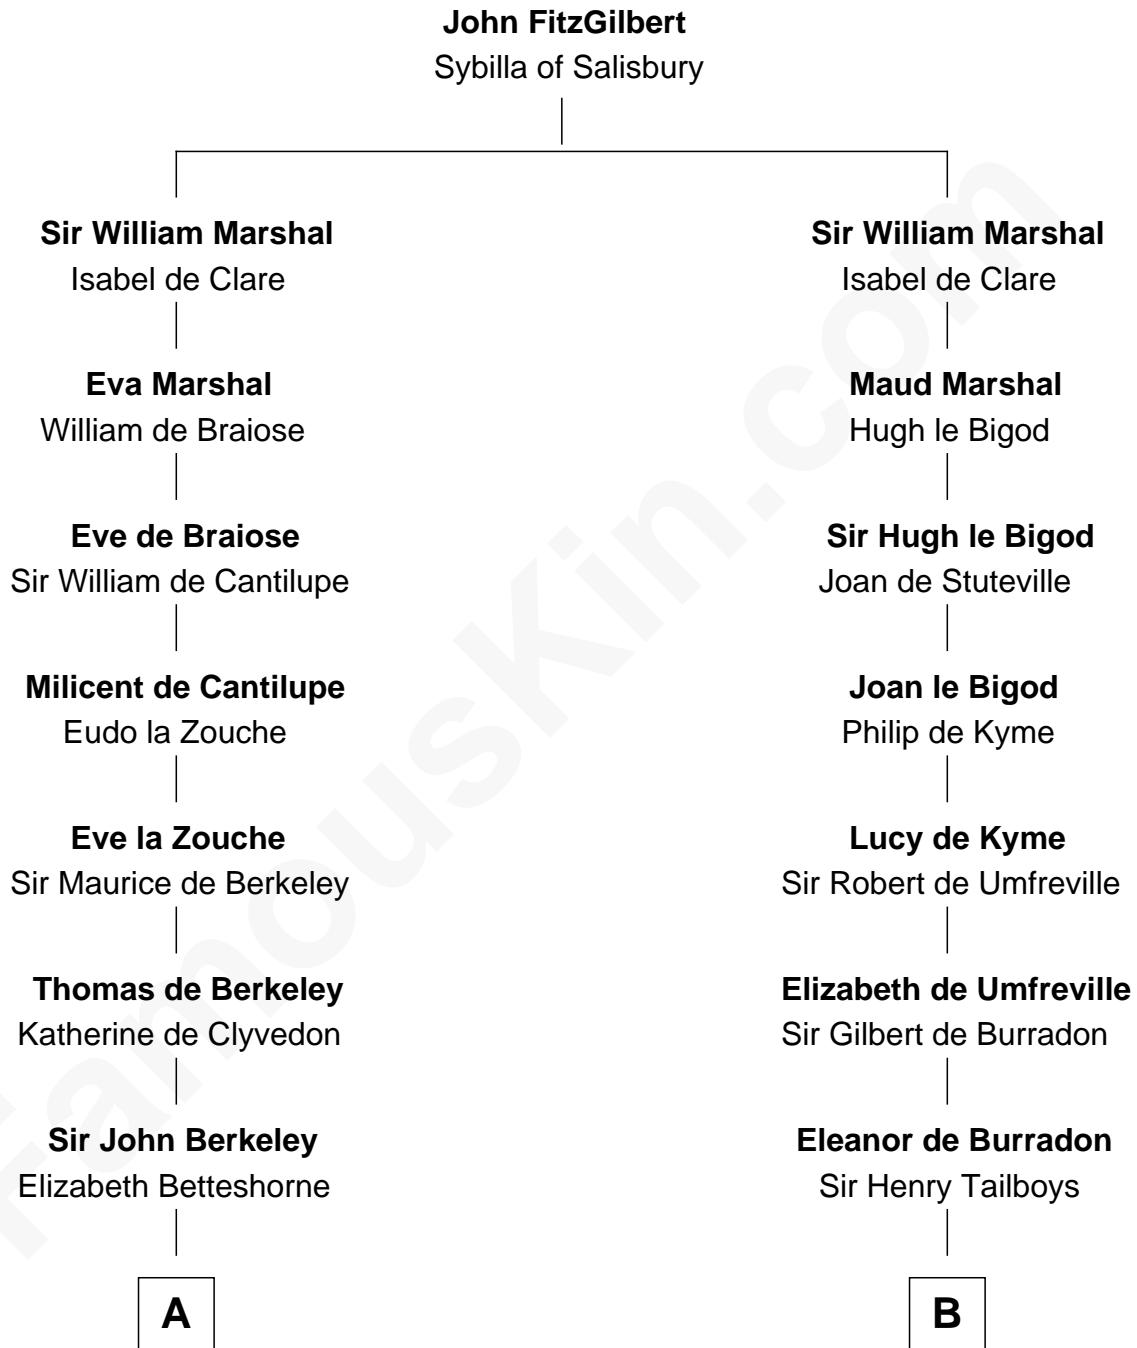 John FitzGilbert
Sybilla of Salisbury
Sir William Marshal
Isabel de Clare
Eva Marshal
William de Braiose
Eve de Braiose
Sir William de Cantilupe
Milicent de Cantilupe
Eudo la Zouche
Eve la Zouche
Sir Maurice de Berkeley
Thomas de Berkeley
Katherine de Clyvedon
Sir John Berkeley
Elizabeth Betteshorne
A
Sir William Marshal
Isabel de Clare
Maud Marshal
Hugh le Bigod
Sir Hugh le Bigod
Joan de Stuteville
Joan le Bigod
Philip de Kyme
Lucy de Kyme
Sir Robert de Umfreville
Elizabeth de Umfreville
Sir Gilbert de Burradon
Eleanor de Burradon
Sir Henry Tailboys
B
FamousKin.com